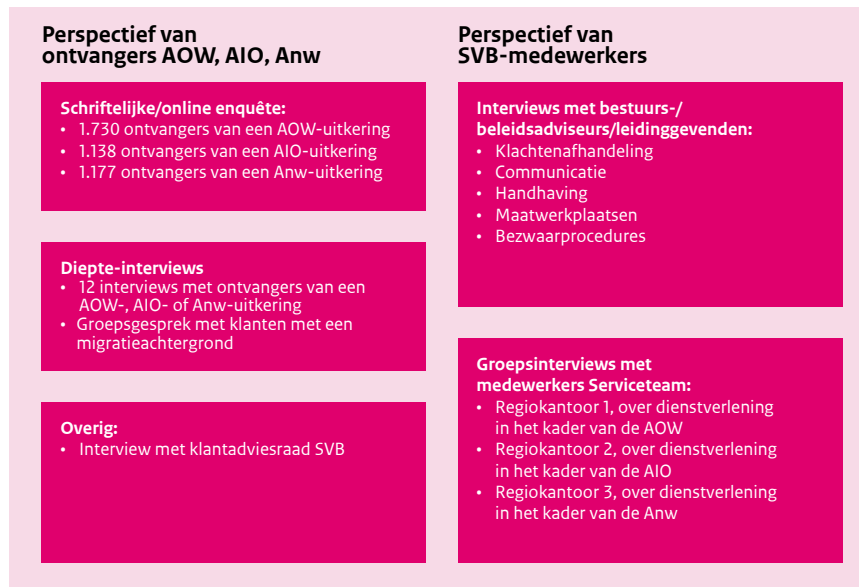 Perspectief van
ontvangers AOW, AIO, Anw
Schriftelijke/online enquête:
• 1.730 ontvangers van een AOW-uitkering
• 1.138 ontvangers van een AIO-uitkering
• 1.177 ontvangers van een Anw-uitkering
Diepte-interviews
• 12 interviews met ontvangers van een
AOW-, AIO- of Anw-uitkering
• Groepsgesprek met klanten met een
migratieachtergrond
Overig:
• Interview met klantadviesraad SVB
Perspectief van
SVB-medewerkers
Interviews met bestuurs-/
beleidsadviseurs/leidinggevenden:
• Klachtenafhandeling
• Communicatie
• Handhaving
• Maatwerkplaatsen
• Bezwaarprocedures
Groepsinterviews met
medewerkers Serviceteam:
• Regiokantoor 1, over dienstverlening
in het kader van de AOW
• Regiokantoor 2, over dienstverlening
in het kader van de AIO
• Regiokantoor 3, over dienstverlening
in het kader van de Anw